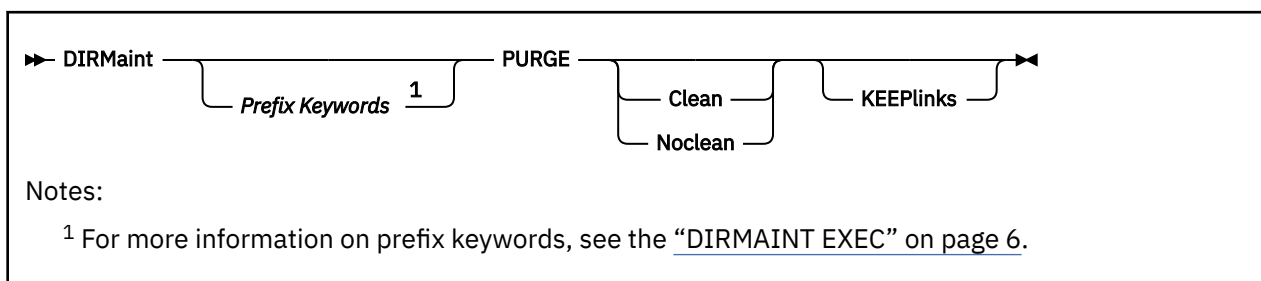 DIRMaint Prefix Keywords 1 PURGE Clean Noclean KEEPlinks
Notes:
1 For more information on prefix keywords, see the “DIRMAINT EXEC” on page 6.